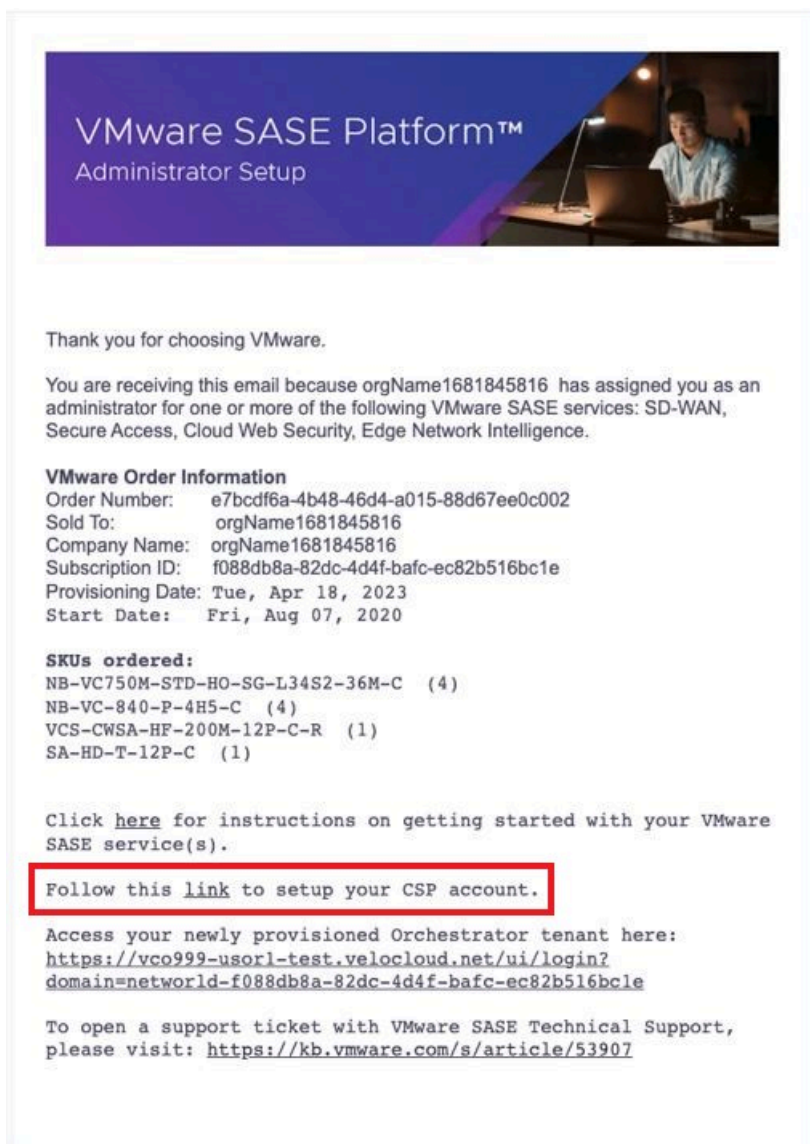 VMware SASE Platform™
Administrator Setup
Thank you for choosing VMware.
You are receiving this email because orgName1681845816 has assigned you as an
administrator for one or more of the following VMware SASE services: SD-WAN,
Secure Access, Cloud Web Security, Edge Network Intelligence.
VMware Order Information
Order Number: e7bcdf6a-4b48-46d4-a015-88d67ee0c002
Sold To: orgName1681845816
Company Name: orgName1681845816
Subscription ID: f088db8a-82dc-4d4f-bafc-ec82b516bc1e
Provisioning Date: Tue, Apr 18, 2023
Start Date: Fri, Aug 07, 2020
SKUs ordered:
NB-VC750M-STD-HO-SG-L34S2-36M-C (4)
NB-VC-840-P-4H5-C (4)
VCS-CWSA-HF-200M-12P-C-R (1)
SA-HD-T-12P-C (1)
Click here for instructions on getting started with your VMware
SASE service(s).
Follow this link to setup your CSP account.
Access your newly provisioned Orchestrator tenant here:
https://vco999-usor1-test.velocloud.net/ui/login?
domain=networld-f088db8a-82dc-4d4f-bafc-ec82b516bc1e
To open a support ticket with VMware SASE Technical Support,
please visit: https://kb.vmware.com/s/article/53907